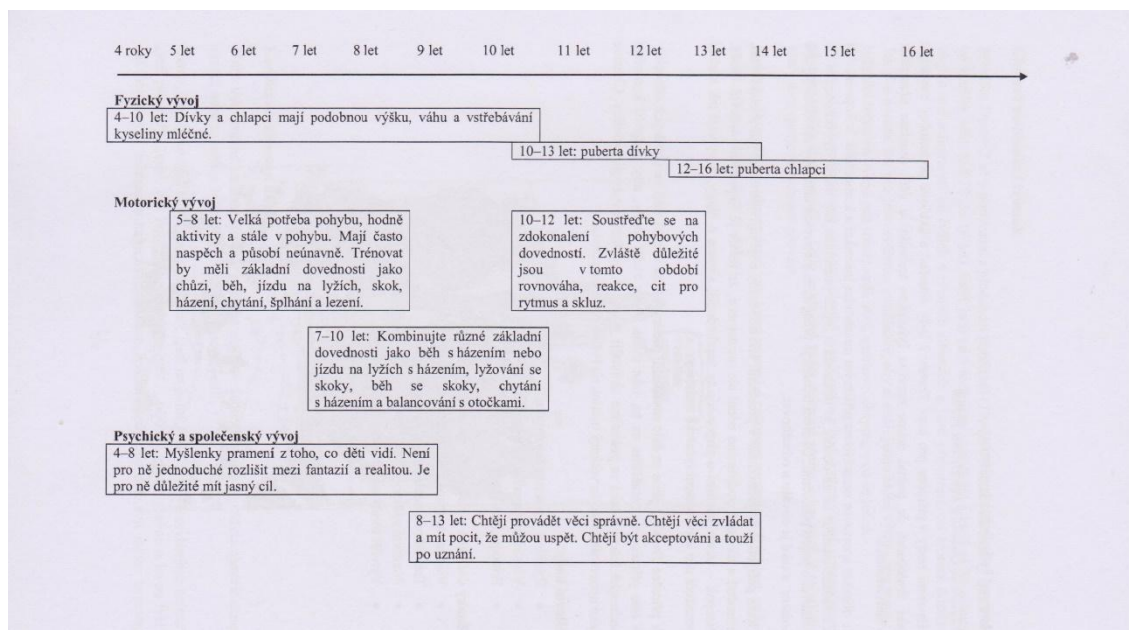 4 roky 5 let 6 let 7 let 8 let 9 let 10 let 11 let 12 let 13 let 14 let 15 let 16 let
Fyzický vývoj
4–10 let: Dívky a chlapci mají podobnou výšku, váhu a vstřebávání
kyseliny mléčné.
10–13 let: puberta dívky
12–16 let: puberta chlapci
Motorický vývoj
5–8 let: Velká potřeba pohybu, hodně
aktivity a stále v pohybu. Mají často
naspěch a působí neúnavně. Trénovat
by měli základní dovednosti jako
chůzi, běh, jízdu na lyžích, skok,
házení, chytání, šplhání a lezení.
10–12 let: Soustřeďte se na
zdokonalení pohybových
dovedností. Zvláště důležité
jsou v tomto období
rovnováha, reakce, cit pro
rytmus a skluz.
7–10 let: Kombinujte různé základní
dovednosti jako běh s házením nebo
jízdu na lyžích s házením, lyžování se
skoky, běh se skoky, chytání
s házením a balancování s otočkami.
Psychický a společenský vývoj
4–8 let: Myšlenky pramení z toho, co děti vidí. Není
pro ně jednoduché rozlišit mezi fantazií a realitou. Je
pro ně důležité mít jasný cíl.
8–13 let: Chtějí provádět věci správně. Chtějí věci zvládat
a mít pocit, že můžou uspět. Chtějí být akceptováni a touží
po uznání.